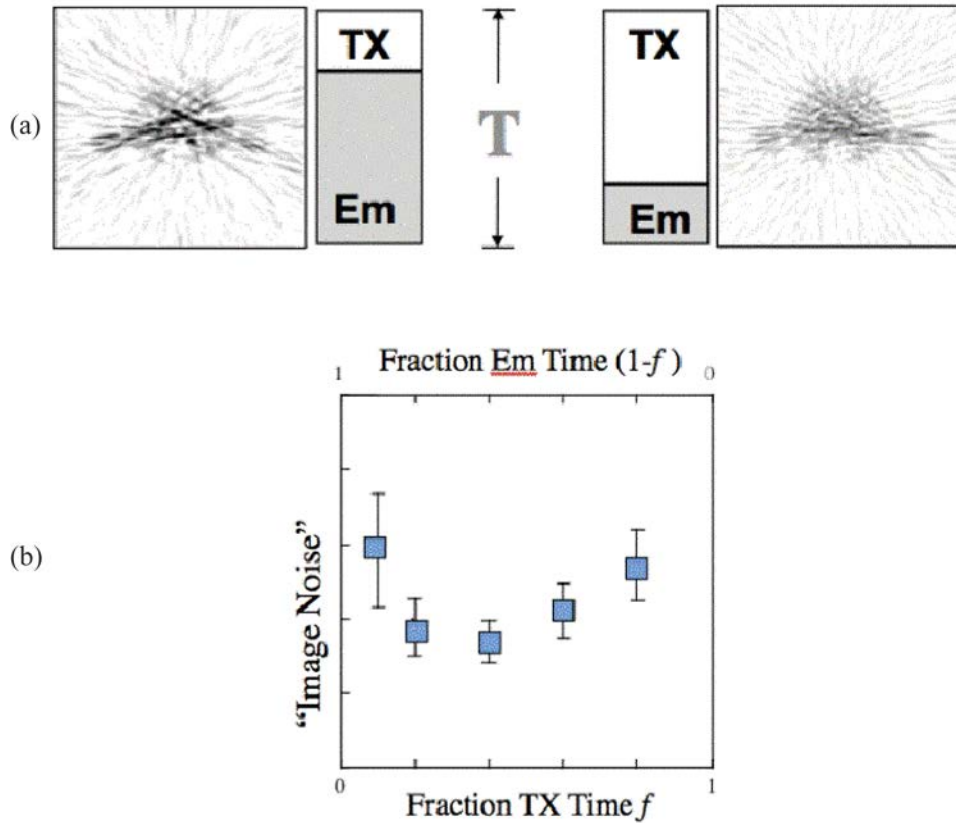 (a)
TX
Em
T
TX
Em
(b)
Fraction Em Time (1-f )
1
0
“Image Noise”
0
1
Fraction TX Time f